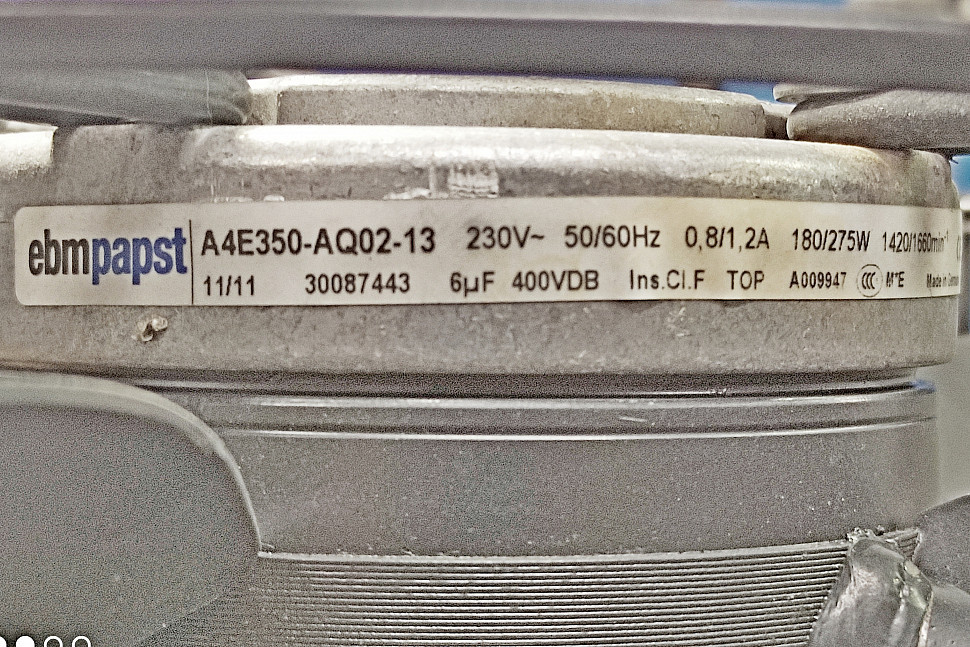 ebmpapst
A4E350-AQ02-13 230V~ 50/60Hz 0,8/1,2A 180/275W 1420/1660min⁻¹
11/11 30087443 6µF 400VDB Ins.Cl.F TOP A009947 CCC Made in